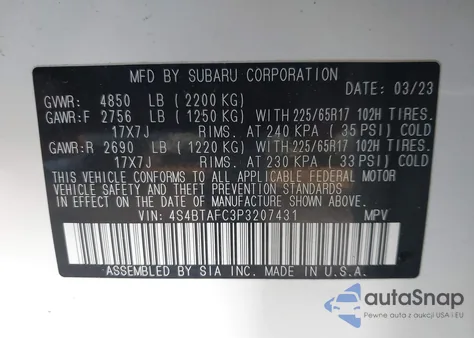 MFD BY SUBARU CORPORATION
DATE: 03/23
GVWR: 4850 LB (2200 KG)
GAWR:F 2756 LB (1250 KG) WITH 225/65R17 102H TIRES.
17X7J RIMS. AT 240 KPA (35 PSI) COLD
GAWR:R 2690 LB (1220 KG) WITH 225/65R17 102H TIRES.
17X7J RIMS. AT 230 KPA (33 PSI) COLD
THIS VEHICLE CONFORMS TO ALL APPLICABLE FEDERAL MOTOR
VEHICLE SAFETY AND BUMPER STANDARDS
IN EFFECT ON THE DATE OF MANUFACTURE SHOWN ABOVE.
VIN: 4S4BTAFC3P3207431 MPV
ASSEMBLED BY SIA INC. MADE IN U.S.A.
autoSnap
Pewne auta z aukcji USA i EU